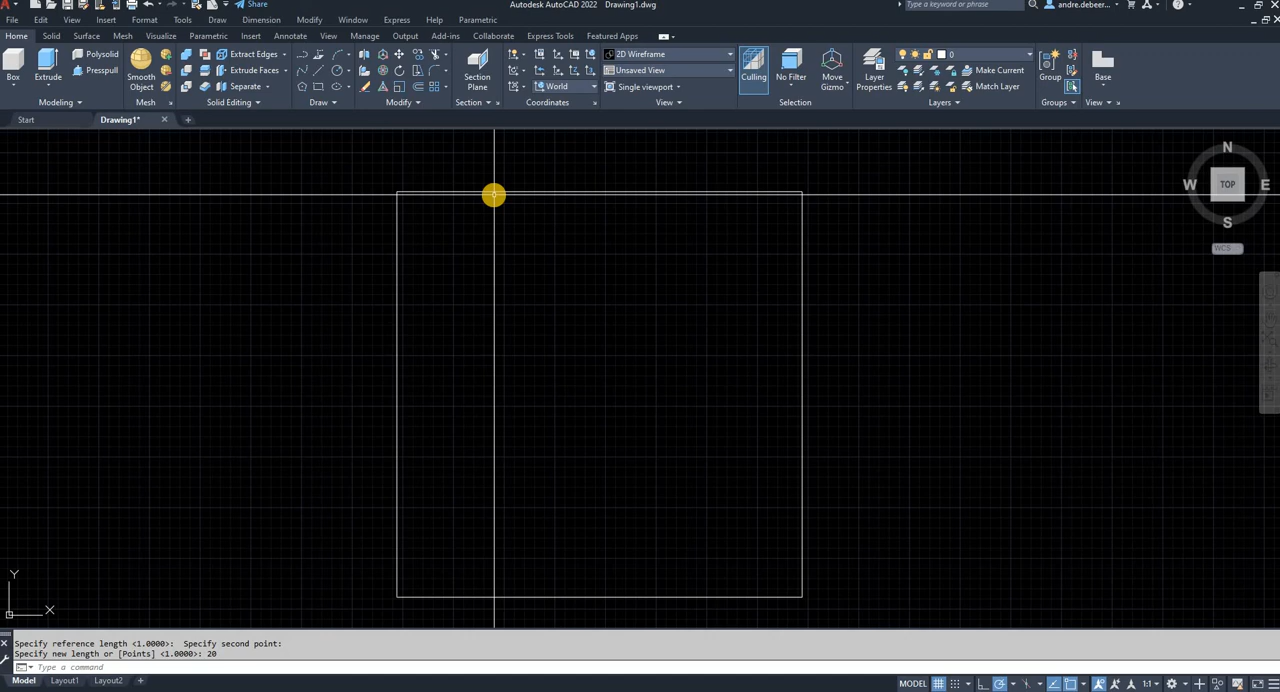 Share
Autodesk AutoCAD 2022 Drawing1.dwg
Type a keyword or phrase
andre.debeer...
File Edit View Insert Format Tools Draw Dimension Modify Window Express Help Parametric
Home Solid Surface Mesh Visualize Parametric Insert Annotate View Manage Output Add-ins Collaborate Express Tools Featured Apps
Polysolid
Presspull
Box
Extrude
Smooth
Object
Extract Edges
Extrude Faces
Separate
Section
Plane
World
2D Wireframe
Unsaved View
Single viewport
Culling
No Filter
Move
Gizmo
Layer
Properties
0
Make Current
Match Layer
Group
Base
Modeling Mesh Solid Editing Draw Modify Section Coordinates View Selection Layers Groups View
Start Drawing1*
N
W TOP E
S
WCS
Y
X
Specify reference length <1.0000>: Specify second point:
Specify new length or [Points] <1.0000>: 20
Type a command
Model Layout1 Layout2
MODEL
1:1